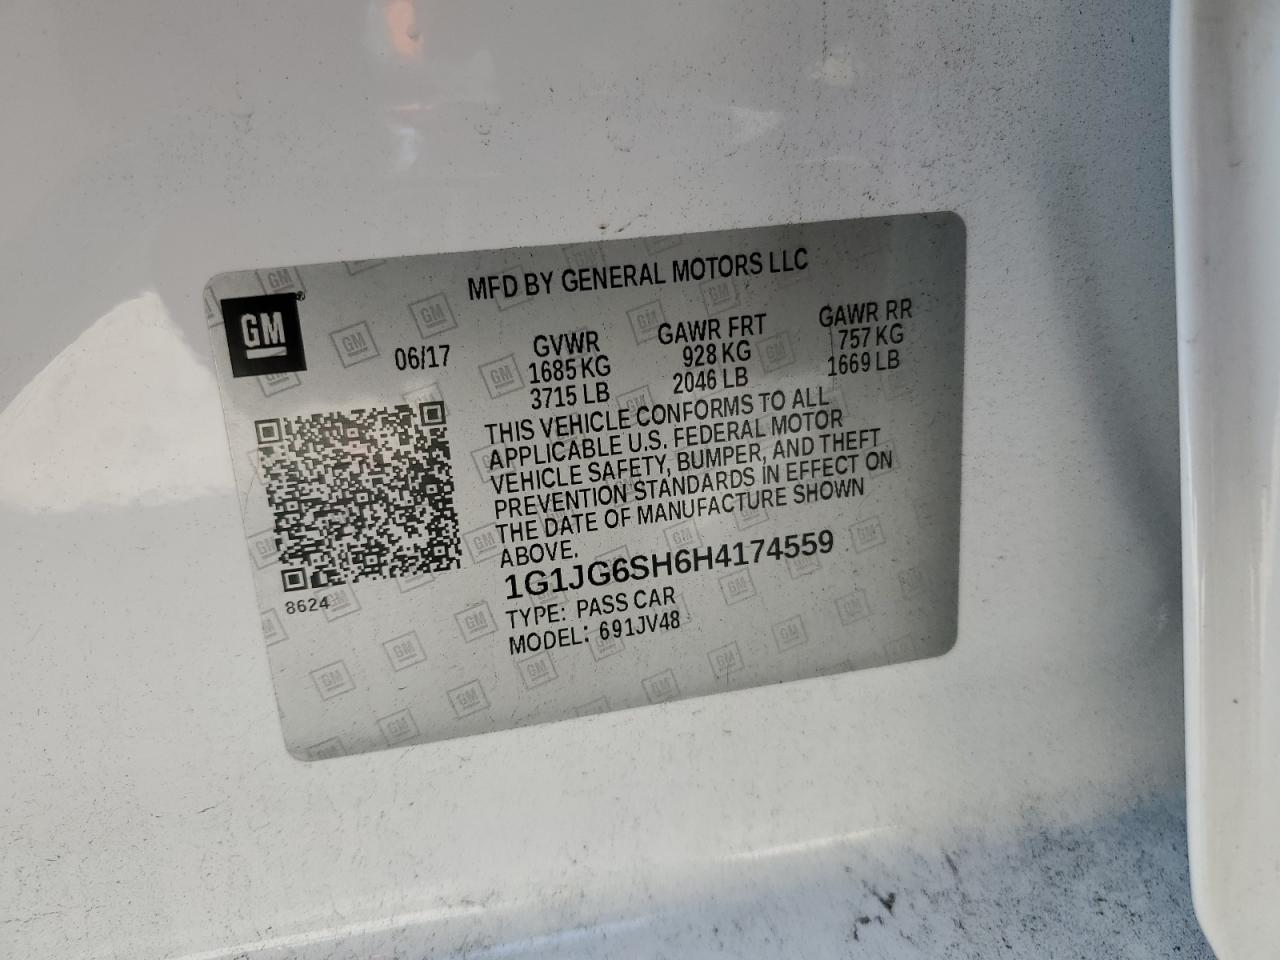 MFD BY GENERAL MOTORS LLC
GM
06/17
GVWR GAWR FRT GAWR RR
1685 KG 928 KG 757 KG
3715 LB 2046 LB 1669 LB
THIS VEHICLE CONFORMS TO ALL
APPLICABLE U.S. FEDERAL MOTOR
VEHICLE SAFETY, BUMPER, AND THEFT
PREVENTION STANDARDS IN EFFECT ON
THE DATE OF MANUFACTURE SHOWN
ABOVE.
1G1JG6SH6H4174559
TYPE: PASS CAR
MODEL: 691JV48
8624